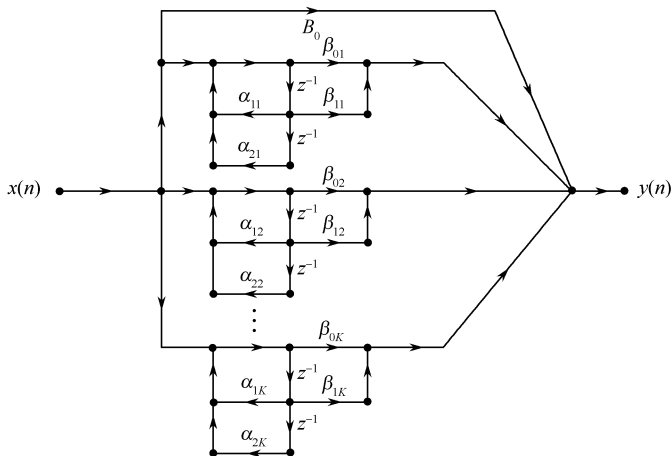 B₀
β₀₁
z⁻¹
α₁₁ β₁₁
z⁻¹
α₂₁
x(n) y(n)
β₀₂
z⁻¹
α₁₂ β₁₂
z⁻¹
α₂₂
⋮
β₀K
z⁻¹
α₁K β₁K
z⁻¹
α₂K